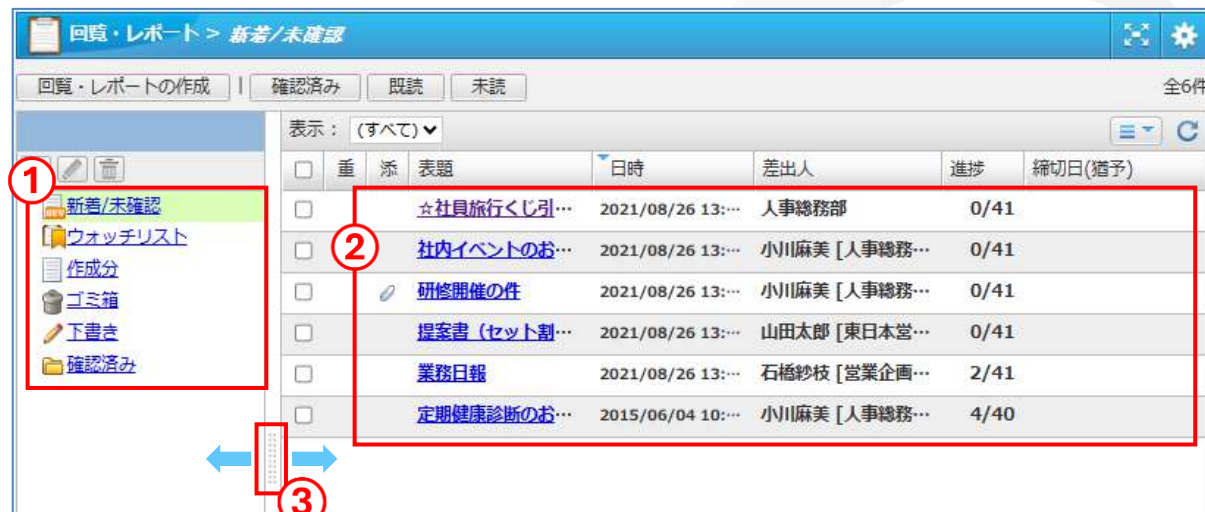 回覧・レポート > 新着/未確認
回覧・レポートの作成 | 確認済み 既読 未読 全6件
表示： (すべて)
重 添 表題 日時 差出人 進捗 締切日(猶予)
①
新着/未確認
ウォッチリスト
作成分
ゴミ箱
下書き
確認済み
②
☆社員旅行くじ引… 2021/08/26 13:… 人事総務部 0/41
社内イベントのお… 2021/08/26 13:… 小川麻美 [人事総務… 0/41
研修開催の件 2021/08/26 13:… 小川麻美 [人事総務… 0/41
提案書（セット割… 2021/08/26 13:… 山田太郎 [東日本営… 0/41
業務日報 2021/08/26 13:… 石橋紗枝 [営業企画… 2/41
定期健康診断のお… 2015/06/04 10:… 小川麻美 [人事総務… 4/40
③